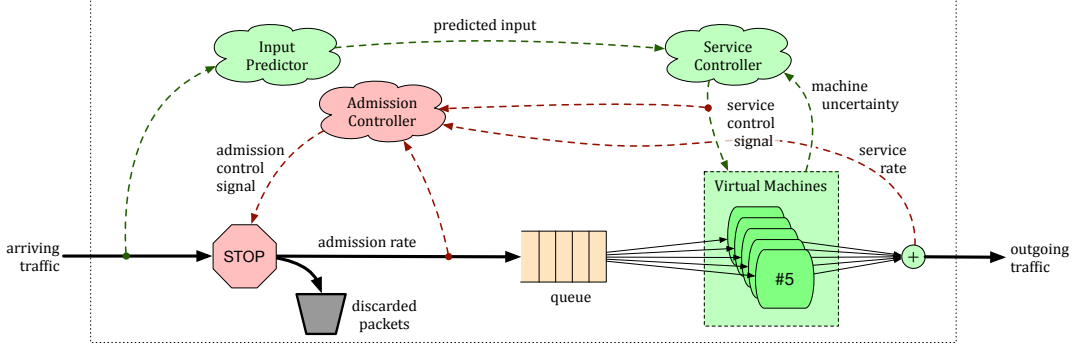 predicted input
Input
Predictor
Service
Controller
machine
uncertainty
Admission
Controller
service
control
signal
admission
control
signal
service
rate
Virtual Machines
arriving
traffic
STOP
admission rate
queue
#5
+
outgoing
traffic
discarded
packets